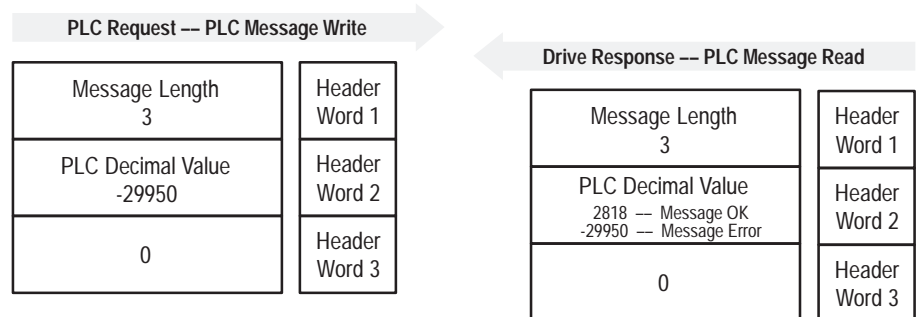 PLC Request –– PLC Message Write
Message Length
3
Header
Word 1
PLC Decimal Value
-29950
Header
Word 2
0
Header
Word 3
Drive Response –– PLC Message Read
Message Length
3
Header
Word 1
PLC Decimal Value
2818 –– Message OK
-29950 –– Message Error
Header
Word 2
0
Header
Word 3